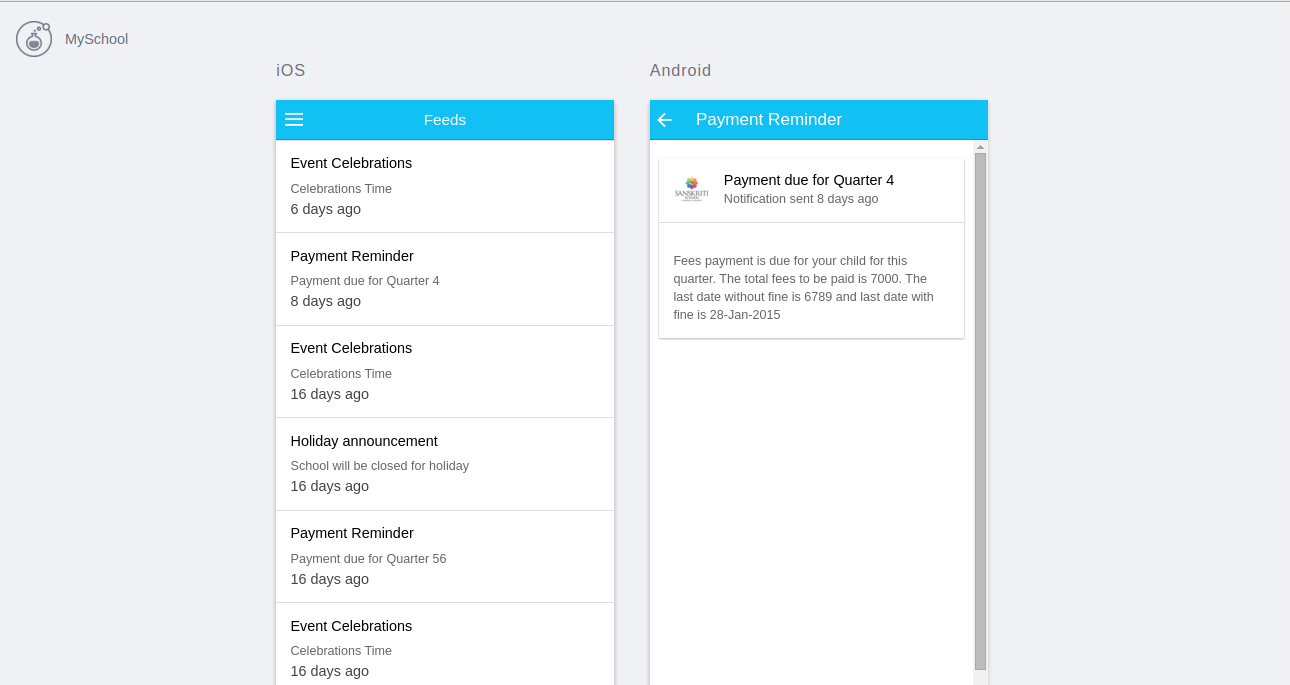 MySchool
iOS
Feeds
Event Celebrations
Celebrations Time
6 days ago
Payment Reminder
Payment due for Quarter 4
8 days ago
Event Celebrations
Celebrations Time
16 days ago
Holiday announcement
School will be closed for holiday
16 days ago
Payment Reminder
Payment due for Quarter 56
16 days ago
Event Celebrations
Celebrations Time
16 days ago
Android
Payment Reminder
SANSKRITI
Payment due for Quarter 4
Notification sent 8 days ago
Fees payment is due for your child for this
quarter. The total fees to be paid is 7000. The
last date without fine is 6789 and last date with
fine is 28-Jan-2015